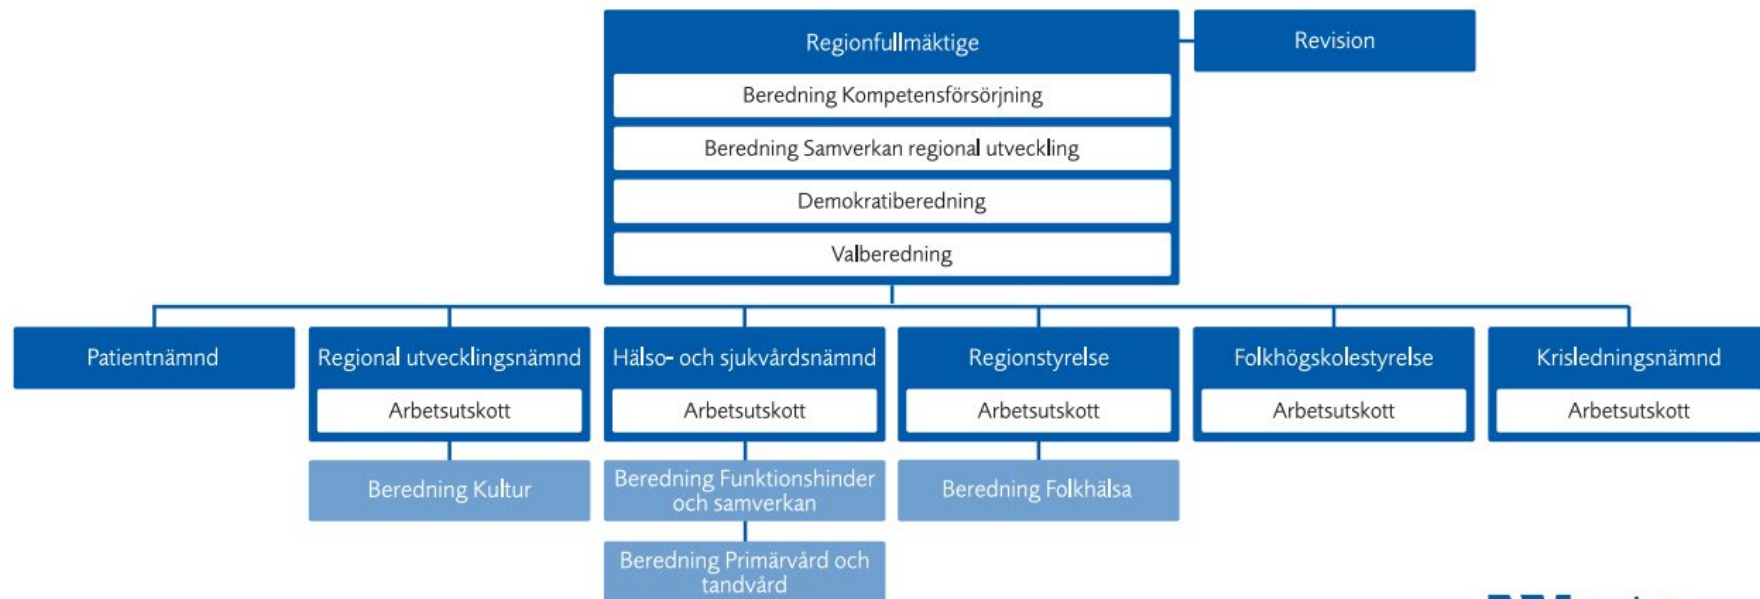 Regionfullmäktige
Revision
Beredning Kompetensförsörjning
Beredning Samverkan regional utveckling
Demokratiberedning
Valberedning
Patientnämnd
Regional utvecklingsnämnd
Hälso- och sjukvårdsnämnd
Regionstyrelse
Folkhögskolestyrelse
Krisledningsnämnd
Arbetsutskott
Arbetsutskott
Arbetsutskott
Arbetsutskott
Arbetsutskott
Beredning Kultur
Beredning Funktionshinder
och samverkan
Beredning Folkhälsa
Beredning Primärvård och
tandvård